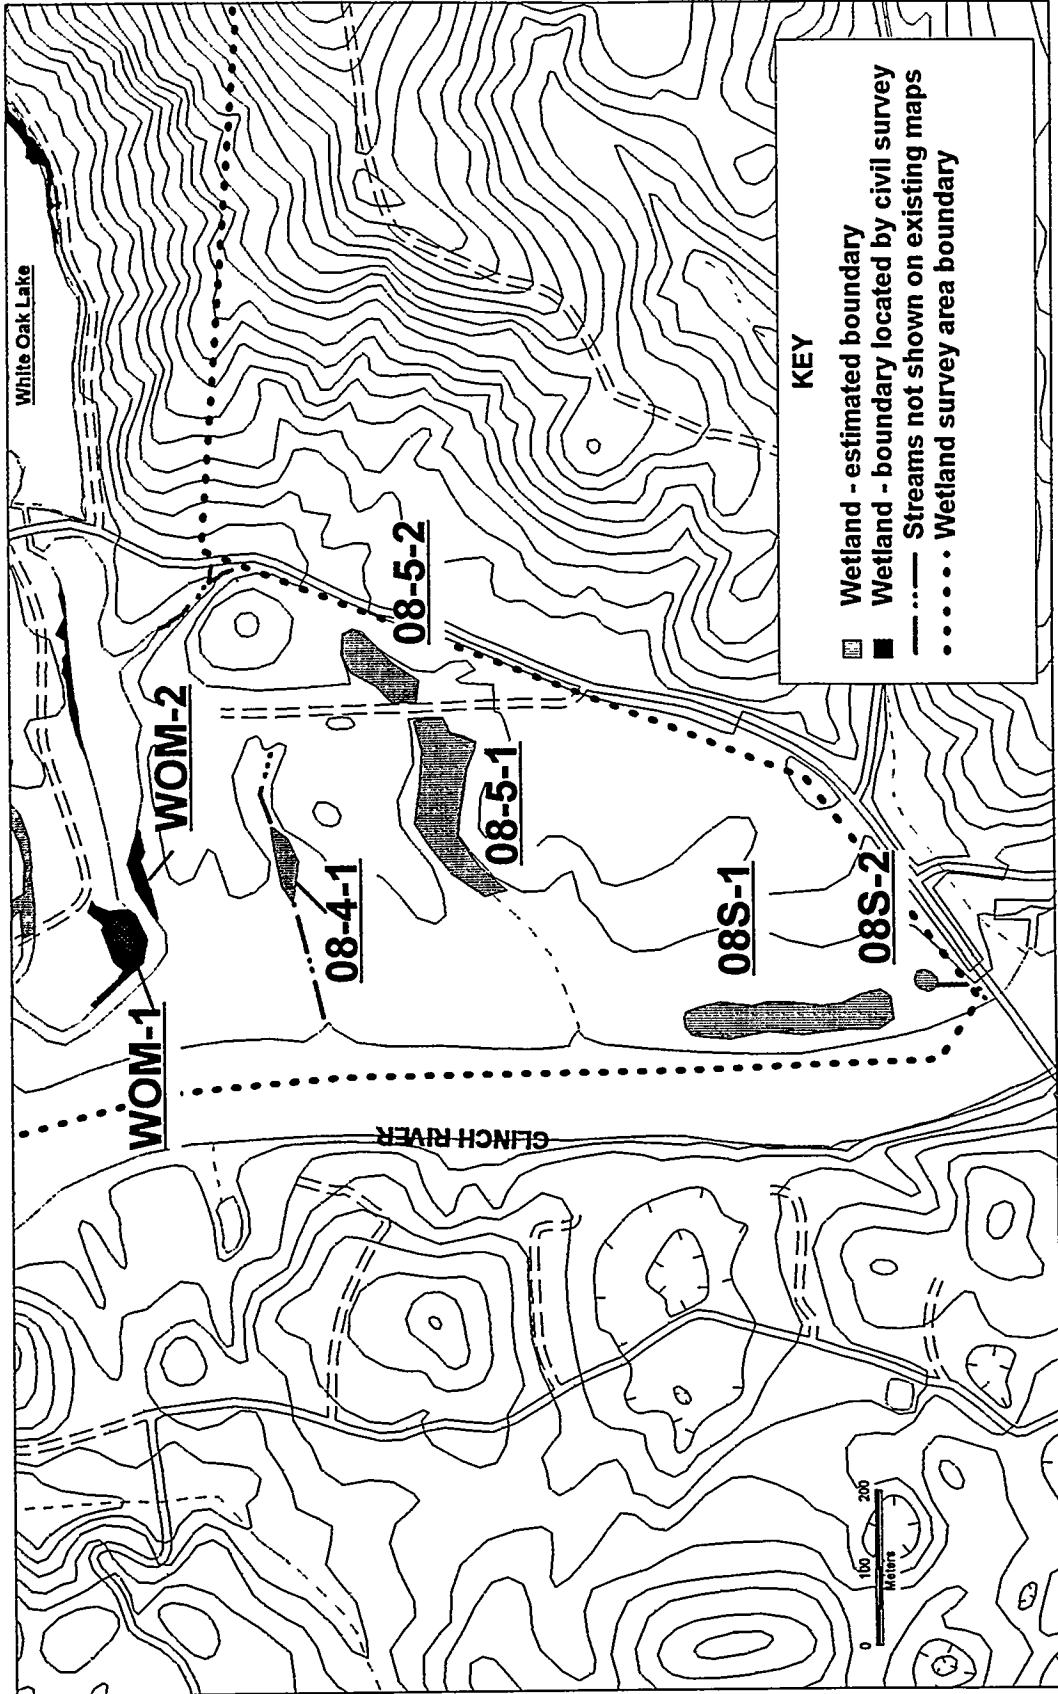 White Oak Lake
WOM-1
WOM-2
08-4-1
08-5-2
08-5-1
08S-1
08S-2
CLINCH RIVER
KEY
Wetland - estimated boundary
Wetland - boundary located by civil survey
Streams not shown on existing maps
Wetland survey area boundary
0 100 200
Meters